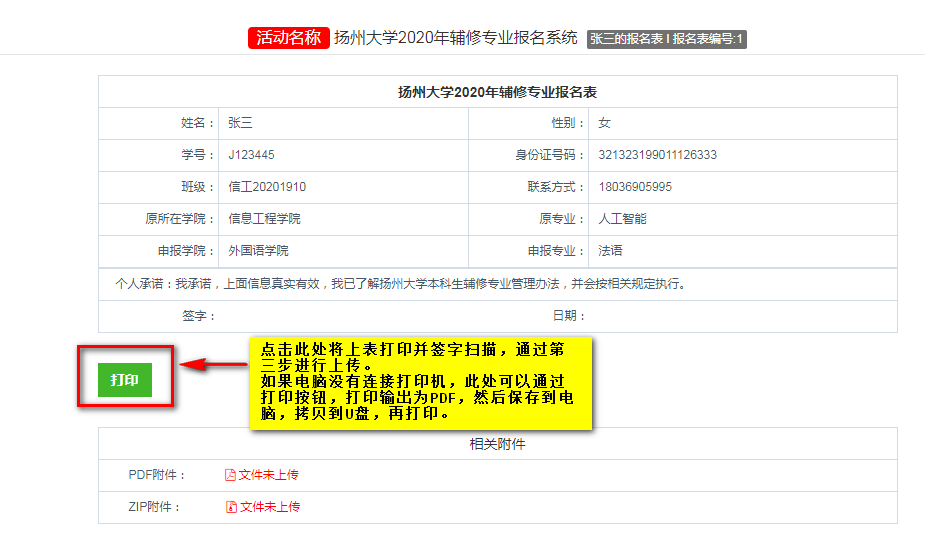 活动名称 扬州大学2020年辅修专业报名系统 张三的报名表 | 报名表编号:1
扬州大学2020年辅修专业报名表
姓名： 张三 性别： 女
学号： J123445 身份证号码： 321323199011126333
班级： 信工20201910 联系方式： 18036905995
原所在学院： 信息工程学院 原专业： 人工智能
申报学院： 外国语学院 申报专业： 法语
个人承诺：我承诺，上面信息真实有效，我已了解扬州大学本科生辅修专业管理办法，并会按相关规定执行。
签字： 日期：
打印
点击此处将上表打印并签字扫描，通过第
三步进行上传。
如果电脑没有连接打印机，此处可以通过
打印按钮，打印输出为PDF，然后保存到电
脑，拷贝到U盘，再打印。
相关附件
PDF附件： 文件未上传
ZIP附件： 文件未上传